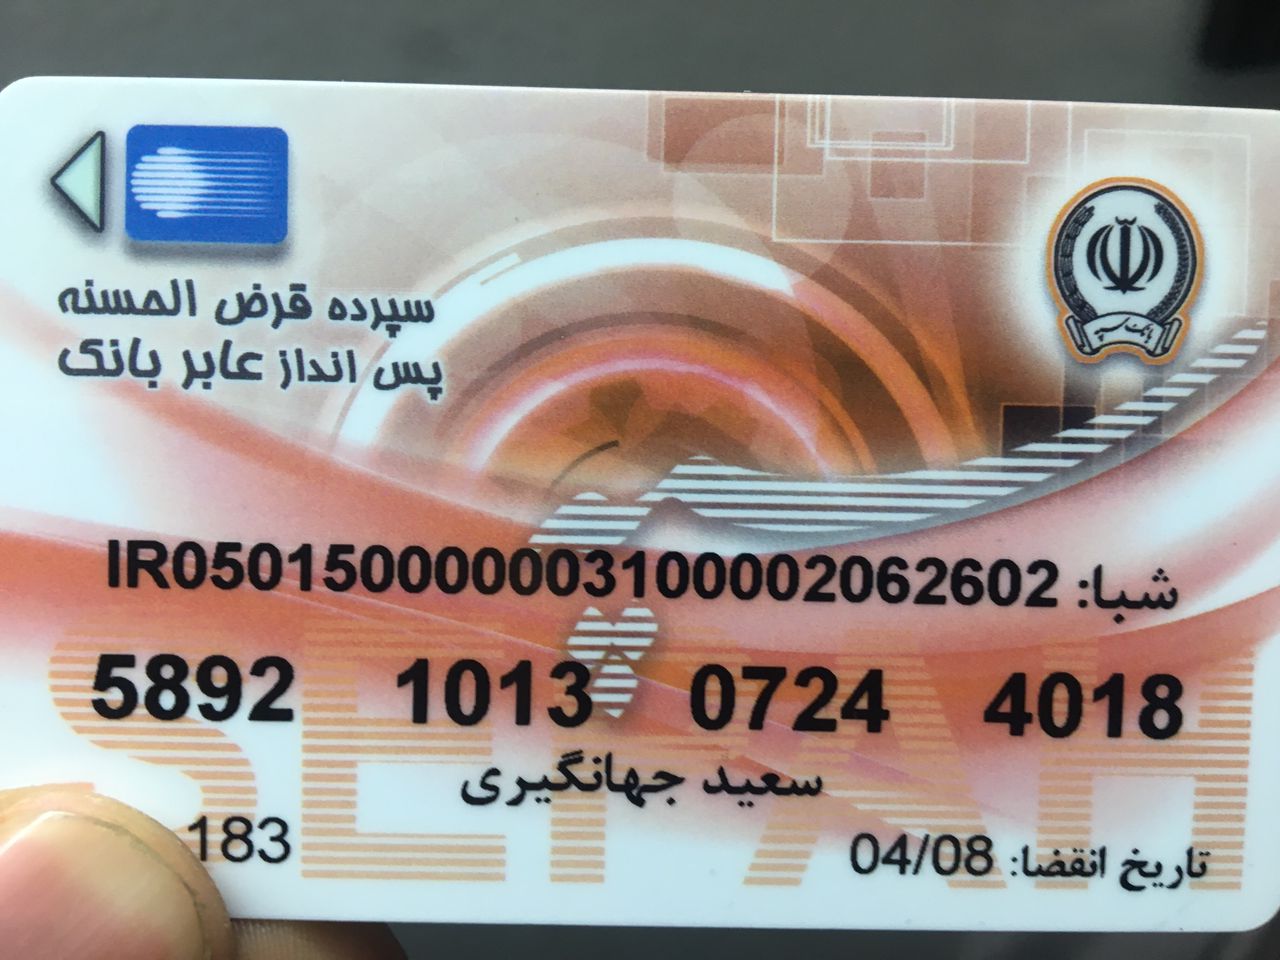 سپرده قرض الحسنه
پس انداز عابر بانک
بانک سپه
شبا: IR050150000003100002062602
5892 1013 0724 4018
سعید جهانگیری
183
تاریخ انقضا: 04/08
SEPAH